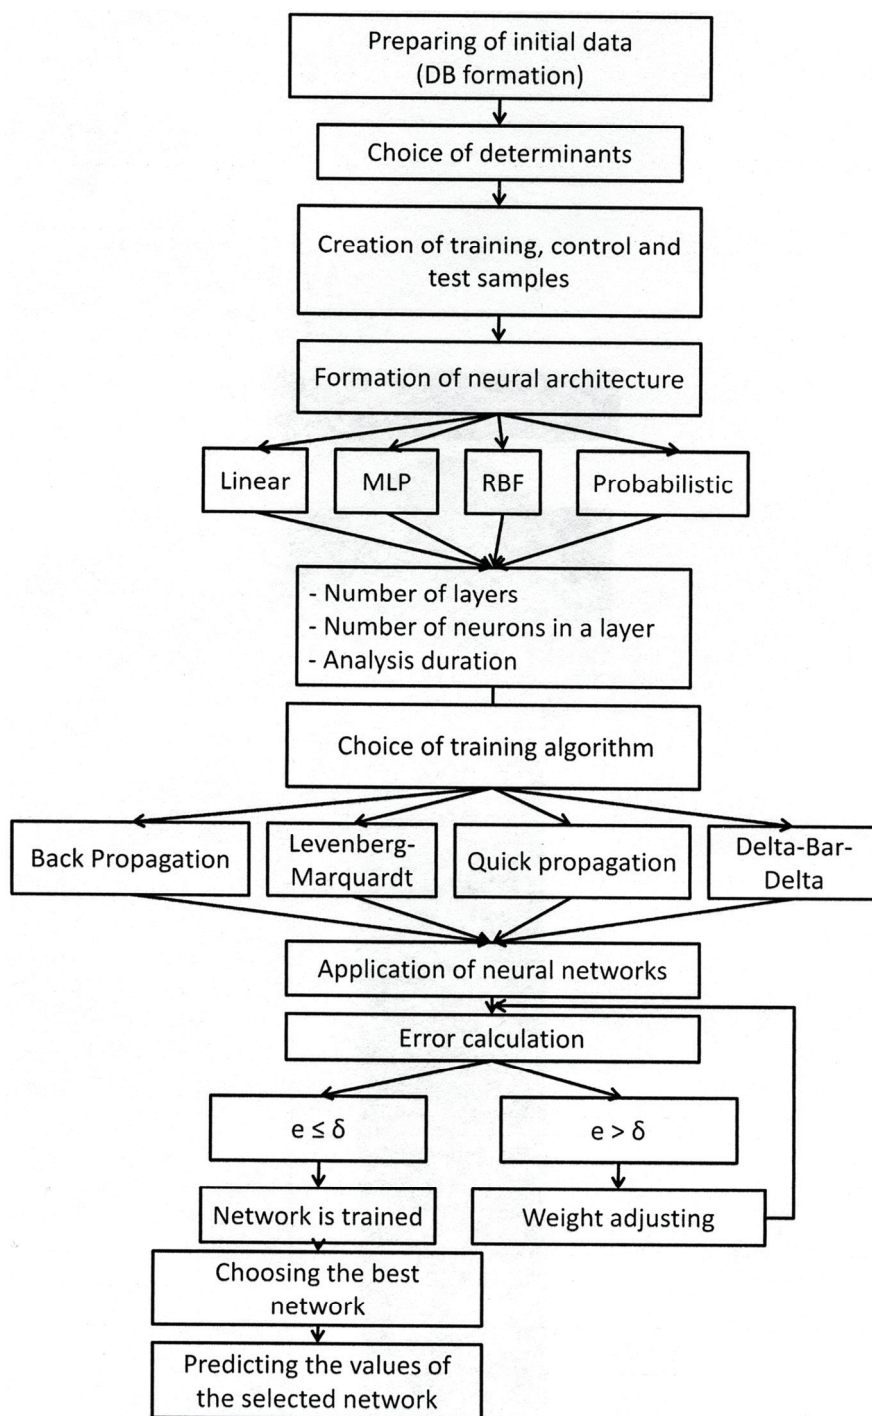 Preparing of initial data
(DB formation)
Choice of determinants
Creation of training, control and
test samples
Formation of neural architecture
Linear
MLP
RBF
Probabilistic
- Number of layers
- Number of neurons in a layer
- Analysis duration
Choice of training algorithm
Back Propagation
Levenberg-
Marquardt
Quick propagation
Delta-Bar-
Delta
Application of neural networks
Error calculation
e ≤ δ
e > δ
Network is trained
Weight adjusting
Choosing the best
network
Predicting the values of
the selected network